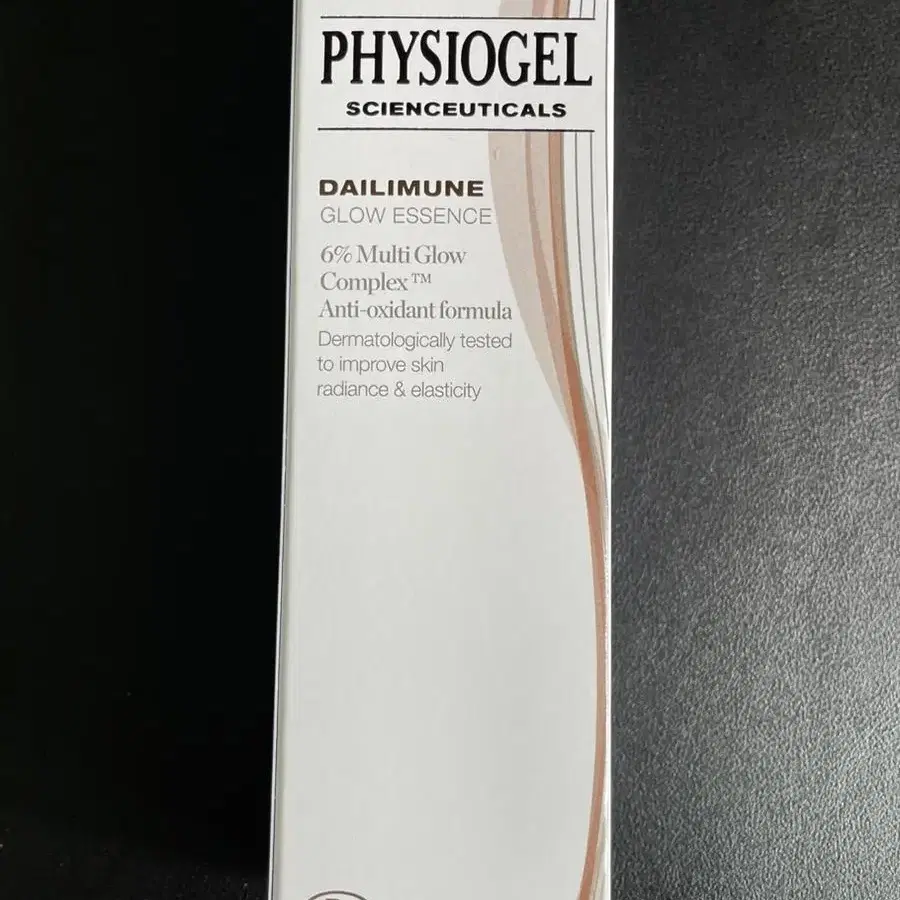 PHYSIOGEL
SCIENCEUTICALS
DAILIMUNE
GLOW ESSENCE
6% Multi Glow
Complex™
Anti-oxidant formula
Dermatologically tested
to improve skin
radiance & elasticity